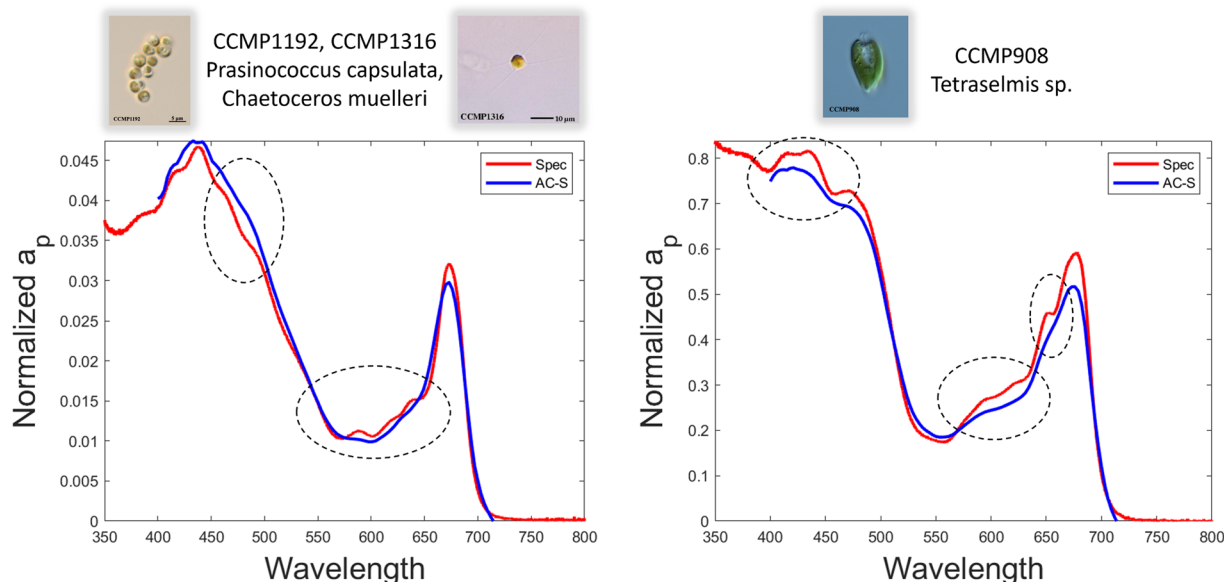 CCMP1192, CCMP1316
Prasinococcus capsulata,
Chaetoceros muelleri
CCMP1192
5 µm
CCMP1316
10 µm
CCMP908
Tetraselmis sp.
CCMP908
Normalized a_p
0.045
0.04
0.035
0.03
0.025
0.02
0.015
0.01
0.005
0
350 400 450 500 550 600 650 700 750 800
Wavelength
Spec
AC-S
Normalized a_p
0.8
0.7
0.6
0.5
0.4
0.3
0.2
0.1
0
350 400 450 500 550 600 650 700 750 800
Wavelength
Spec
AC-S